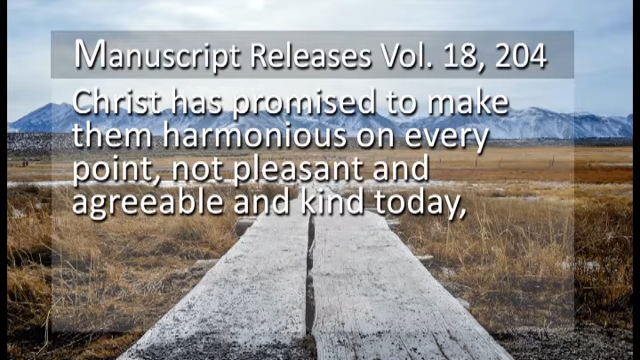 Manuscript Releases Vol. 18, 204
Christ has promised to make
them harmonious on every
point, not pleasant and
agreeable and kind today,